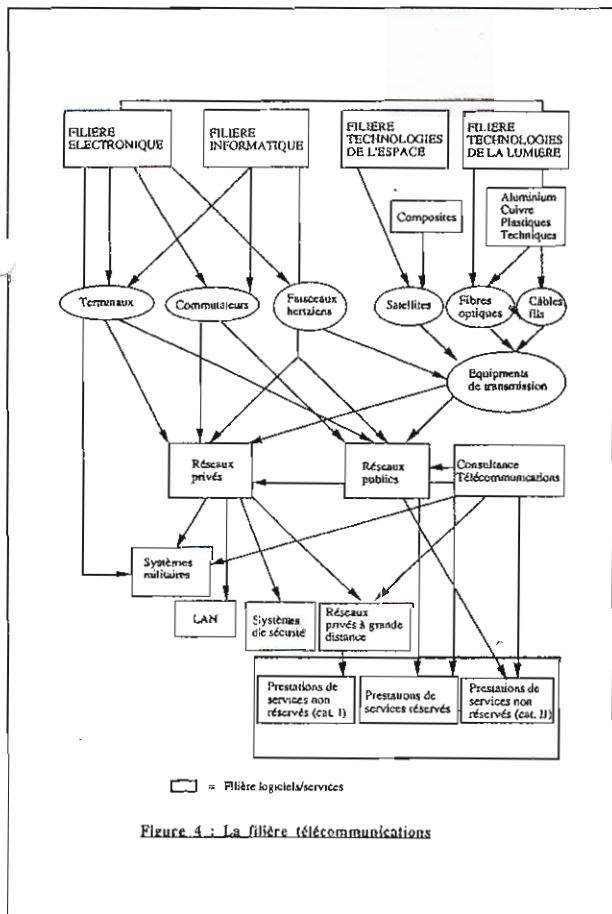 FILIERE
ELECTRONIQUE
FILIERE
INFORMATIQUE
FILIERE
TECHNOLOGIES
DE L'ESPACE
FILIERE
TECHNOLOGIES
DE LA LUMIERE
Composites
Aluminium
Cuivre
Plastiques
Techniques
Terminaux
Commutateurs
Faisceaux
hertziens
Satellites
Fibres
optiques
Câbles
fils
Equipments
de transmission
Réseaux
privés
Réseaux
publics
Consultance
Télécommunications
Systèmes
militaires
LAN
Systèmes
de sécurité
Réseaux
privés à grande
distance
Prestations de
services non
réservés (cat. I)
Prestations de
services réservés
Prestations de
services non
réservés (cat. II)
= Filière logiciels/services
Figure 4 : La filière télécommunications